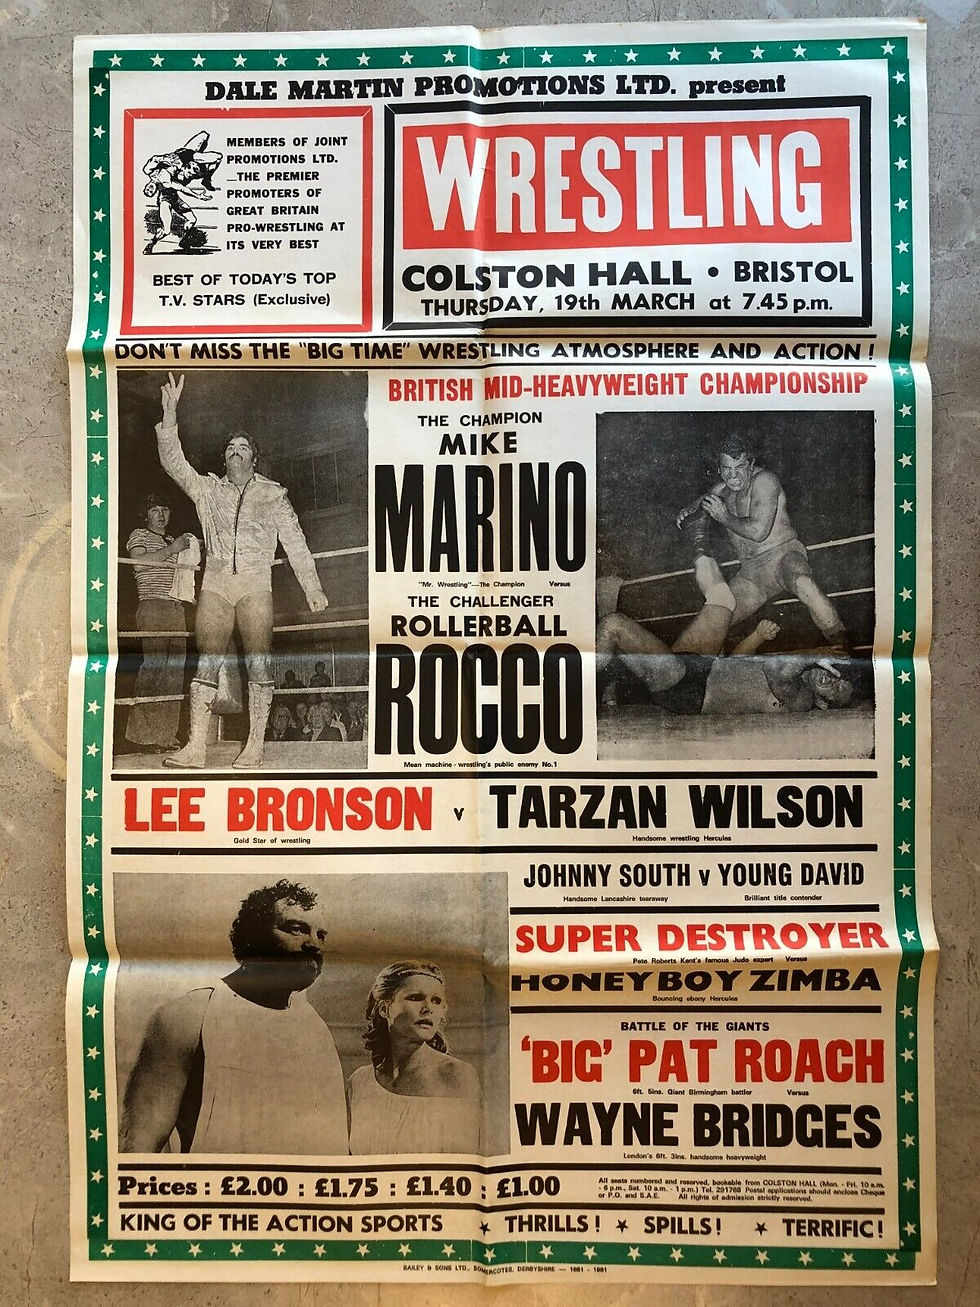 DALE MARTIN PROMOTIONS LTD. present
MEMBERS OF JOINT
PROMOTIONS LTD.
—THE PREMIER
PROMOTERS OF
GREAT BRITAIN
PRO-WRESTLING AT
ITS VERY BEST
BEST OF TODAY'S TOP
T.V. STARS (Exclusive)
WRESTLING
COLSTON HALL • BRISTOL
THURSDAY, 19th MARCH at 7.45 p.m.
DON'T MISS THE "BIG TIME" WRESTLING ATMOSPHERE AND ACTION !
BRITISH MID-HEAVYWEIGHT CHAMPIONSHIP
THE CHAMPION
MIKE
MARINO
"Mr. Wrestling"—The Champion Versus
THE CHALLENGER
ROLLERBALL
ROCCO
Mean machine - wrestling's public enemy No.1
LEE BRONSON v TARZAN WILSON
Gold Star of wrestling Handsome wrestling Hercules
JOHNNY SOUTH v YOUNG DAVID
Handsome Lancashire tearaway Brilliant title contender
SUPER DESTROYER
Pete Roberts Kent's famous Judo expert Versus
HONEY BOY ZIMBA
Bouncing ebony Hercules
BATTLE OF THE GIANTS
'BIG' PAT ROACH
6ft. 5ins. Giant Birmingham battler Versus
WAYNE BRIDGES
London's 6ft. 3ins. handsome heavyweight
Prices : £2.00 : £1.75 : £1.40 : £1.00
All seats numbered and reserved, bookable from COLSTON HALL (Mon. - Fri. 10 a.m.
- 6 p.m., Sat. 10 a.m. - 1 p.m.) Tel. 291768 Postal applications should enclose Cheque
or P.O. and S.A.E. All rights of admission strictly reserved.
KING OF THE ACTION SPORTS ★ THRILLS ! ★ SPILLS ! ★ TERRIFIC !
BAILEY & SONS LTD., SOMERCOTES, DERBYSHIRE — 1881 - 1981